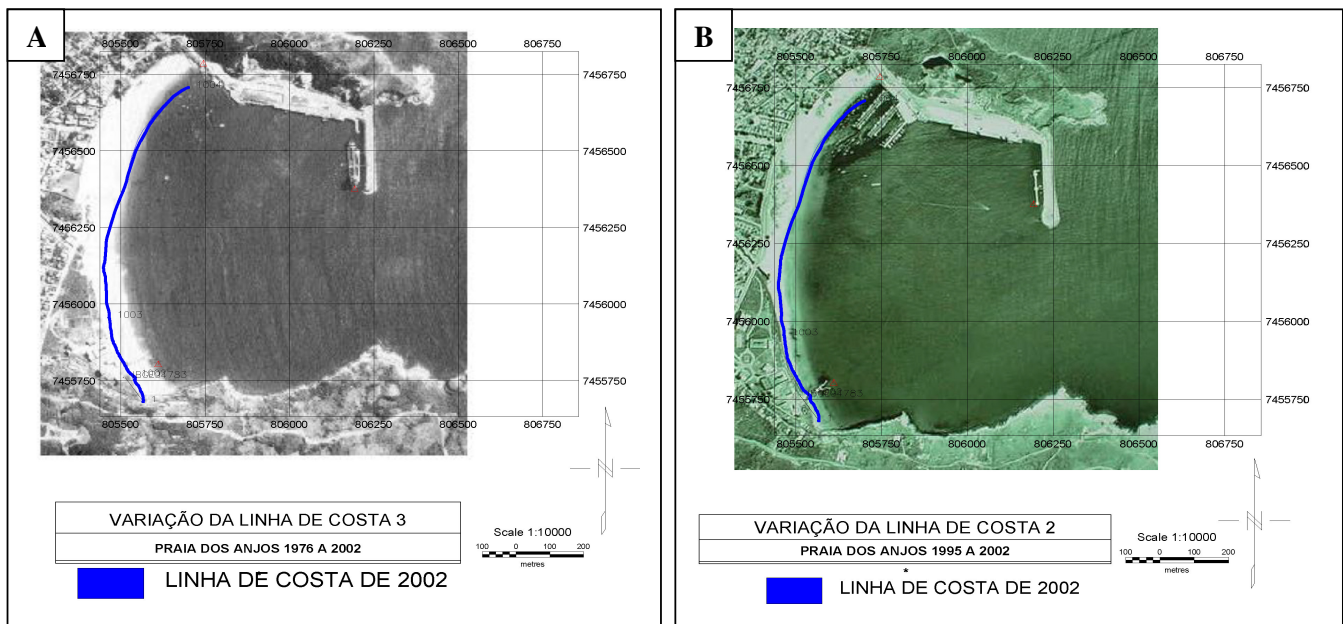 A
805500 805750 806000 806250 806500 806750
7456750 7456750
1004
7456500 7456500
7456250 7456250
7456000 7456000
1003
7455750 7455750
805500 805750 806000 806250 806500 806750
N
VARIAÇÃO DA LINHA DE COSTA 3
PRAIA DOS ANJOS 1976 A 2002
Scale 1:10000
100 0 100 200
metres
LINHA DE COSTA DE 2002
B
805500 805750 806000 806250 806500 806750
7456750 7456750
7456500 7456500
7456250 7456250
7456000 7456000
1003
7455750 7455750
805500 805750 806000 806250 806500 806750
N
VARIAÇÃO DA LINHA DE COSTA 2
PRAIA DOS ANJOS 1995 A 2002
*
Scale 1:10000
100 0 100 200
metres
LINHA DE COSTA DE 2002